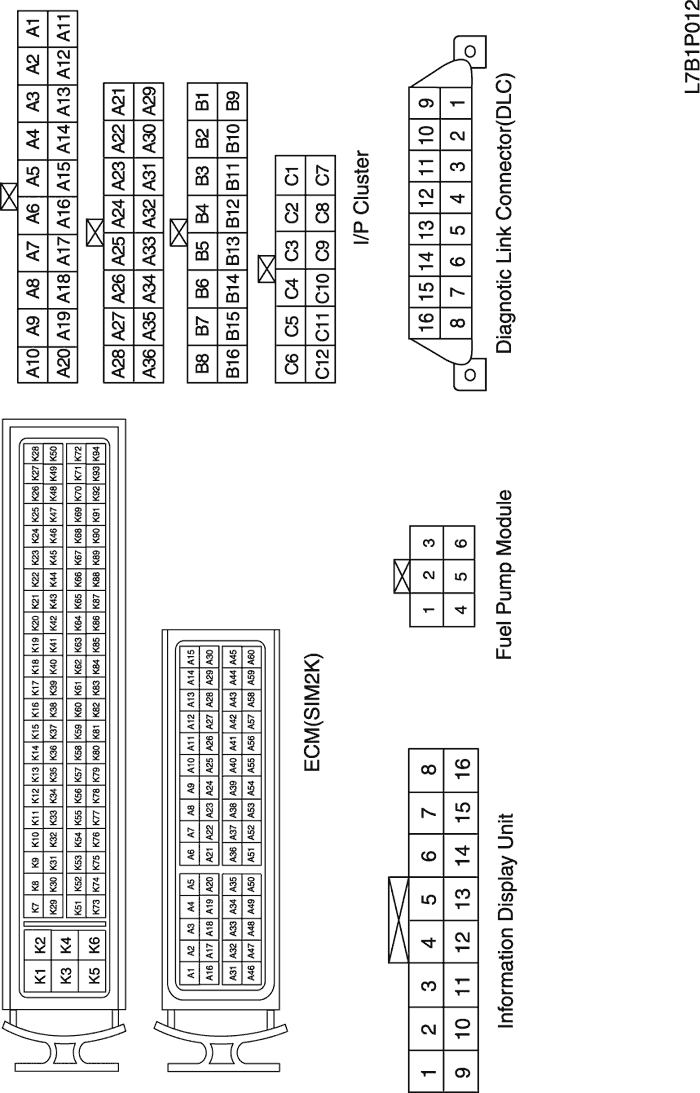 K1 K2
K3 K4
K5 K6
K7 K8 K9 K10 K11 K12 K13 K14 K15 K16 K17 K18 K19 K20 K21 K22 K23 K24 K25 K26 K27 K28
K29 K30 K31 K32 K33 K34 K35 K36 K37 K38 K39 K40 K41 K42 K43 K44 K45 K46 K47 K48 K49 K50
K51 K52 K53 K54 K55 K56 K57 K58 K59 K60 K61 K62 K63 K64 K65 K66 K67 K68 K69 K70 K71 K72
K73 K74 K75 K76 K77 K78 K79 K80 K81 K82 K83 K84 K85 K86 K87 K88 K89 K90 K91 K92 K93 K94
A1 A2 A3 A4 A5 A6 A7 A8 A9 A10 A11 A12 A13 A14 A15
A16 A17 A18 A19 A20 A21 A22 A23 A24 A25 A26 A27 A28 A29 A30
A31 A32 A33 A34 A35 A36 A37 A38 A39 A40 A41 A42 A43 A44 A45
A46 A47 A48 A49 A50 A51 A52 A53 A54 A55 A56 A57 A58 A59 A60
ECM(SIM2K)
A10 A9 A8 A7 A6 A5 A4 A3 A2 A1
A20 A19 A18 A17 A16 A15 A14 A13 A12 A11
A28 A27 A26 A25 A24 A23 A22 A21
A36 A35 A34 A33 A32 A31 A30 A29
B8 B7 B6 B5 B4 B3 B2 B1
B16 B15 B14 B13 B12 B11 B10 B9
C6 C5 C4 C3 C2 C1
C12 C11 C10 C9 C8 C7
I/P Cluster
1 2 3 4 5 6 7 8
9 10 11 12 13 14 15 16
Information Display Unit
1 2 3
4 5 6
Fuel Pump Module
16 15 14 13 12 11 10 9
8 7 6 5 4 3 2 1
Diagnotic Link Connector(DLC)
L7B1P012